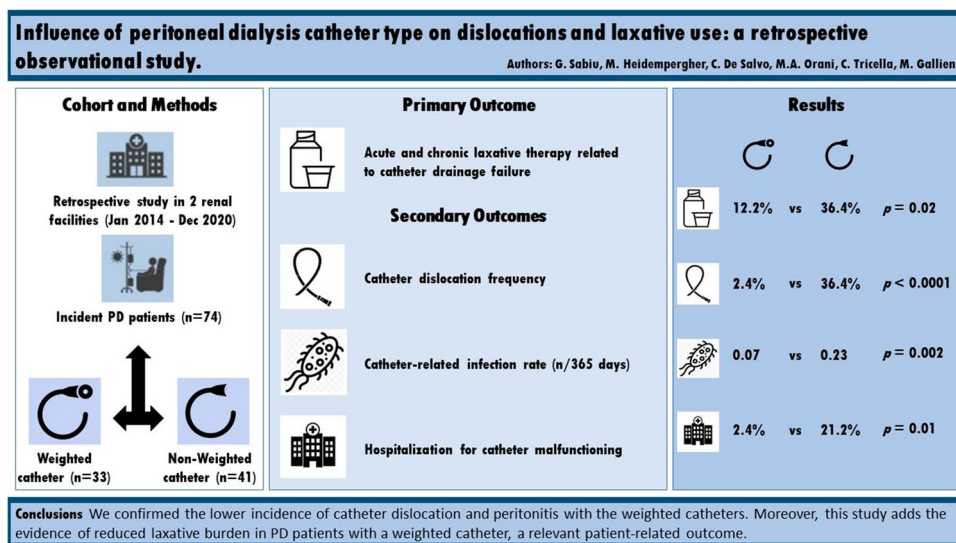 Influence of peritoneal dialysis catheter type on dislocations and laxative use: a retrospective
observational study.
Authors: G. Sabiu, M. Heidempergher, C. De Salvo, M.A. Orani, C. Tricella, M. Gallien
Cohort and Methods
Retrospective study in 2 renal
facilities (Jan 2014 - Dec 2020)
Incident PD patients (n=74)
Weighted
catheter (n=33)
Non-Weighted
catheter (n=41)
Primary Outcome
Acute and chronic laxative therapy related
to catheter drainage failure
Secondary Outcomes
Catheter dislocation frequency
Catheter-related infection rate (n/365 days)
Hospitalization for catheter malfunctioning
Results
12.2% vs 36.4% p = 0.02
2.4% vs 36.4% p < 0.0001
0.07 vs 0.23 p = 0.002
2.4% vs 21.2% p = 0.01
Conclusions We confirmed the lower incidence of catheter dislocation and peritonitis with the weighted catheters. Moreover, this study adds the
evidence of reduced laxative burden in PD patients with a weighted catheter, a relevant patient-related outcome.